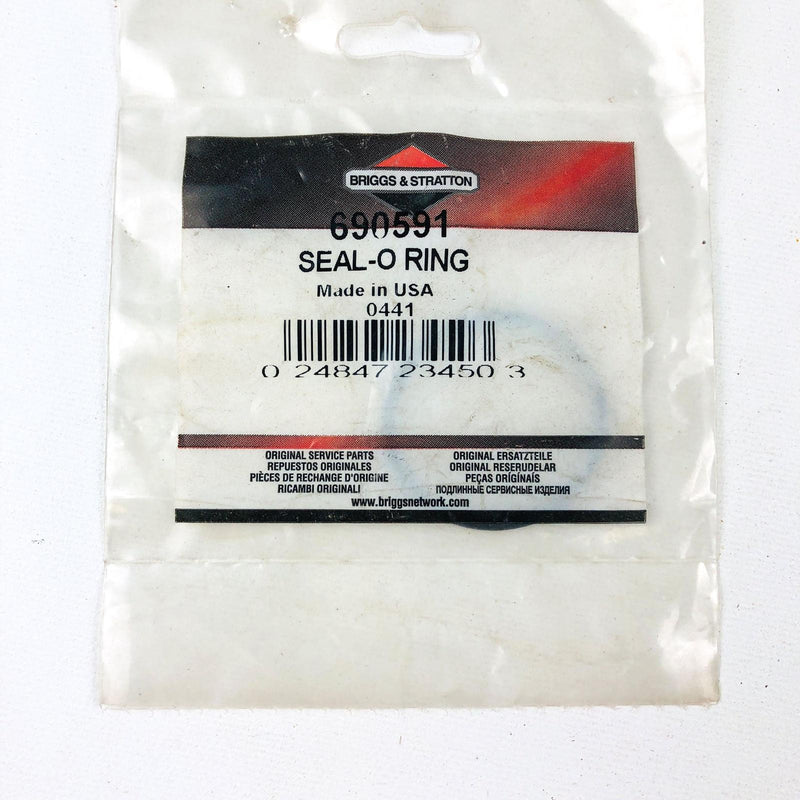 BRIGGS & STRATTON
690591
SEAL-O RING
Made in USA
0441
0 24847 23450 3
ORIGINAL SERVICE PARTS
REPUESTOS ORIGINALES
PIÈCES DE RECHANGE D'ORIGINE
RICAMBI ORIGINALI
ORIGINAL ERSATZTEILE
ORIGINAL RESERUDELAR
PEÇAS ORIGÍNAIS
ПОДЛИННЫЕ СЕРВИСНЫЕ ИЗДЕЛИЯ
www.briggsnetwork.com